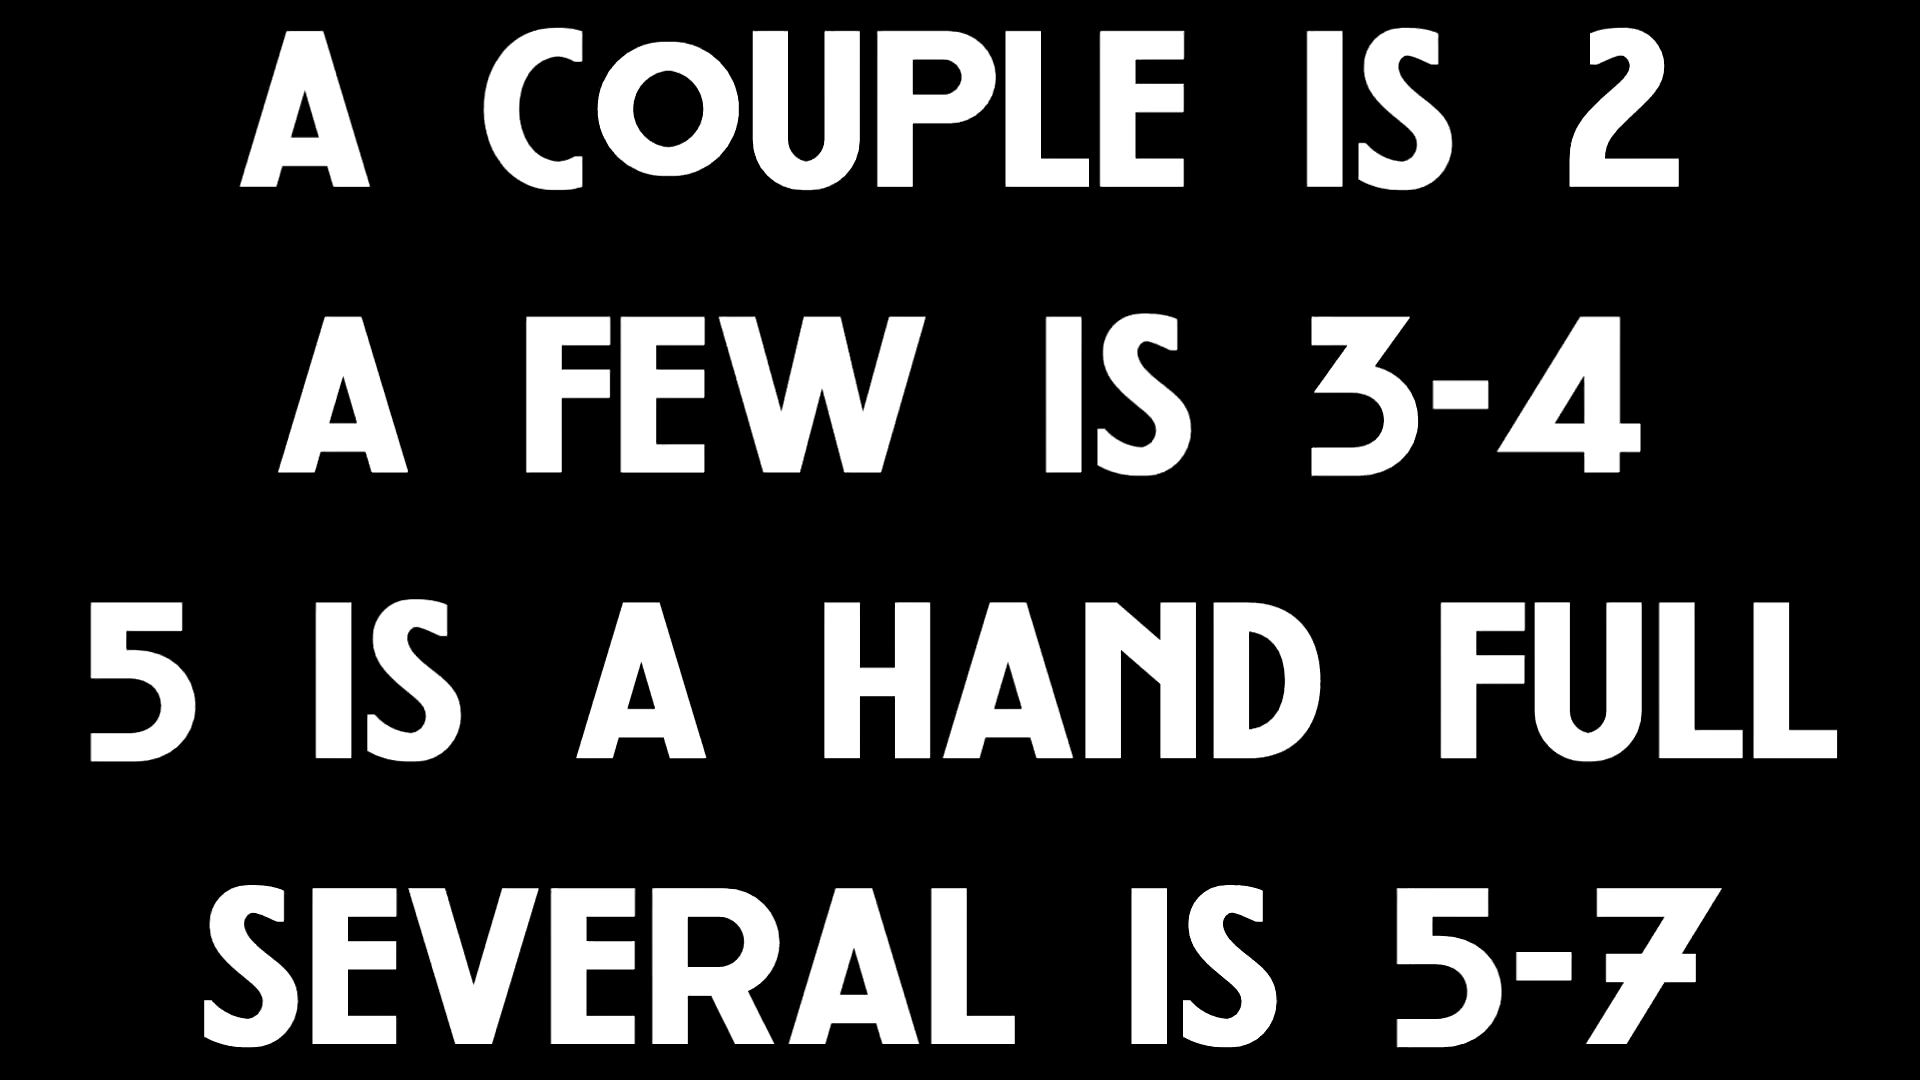 A COUPLE IS 2
A FEW IS 3-4
5 IS A HAND FULL
SEVERAL IS 5-7